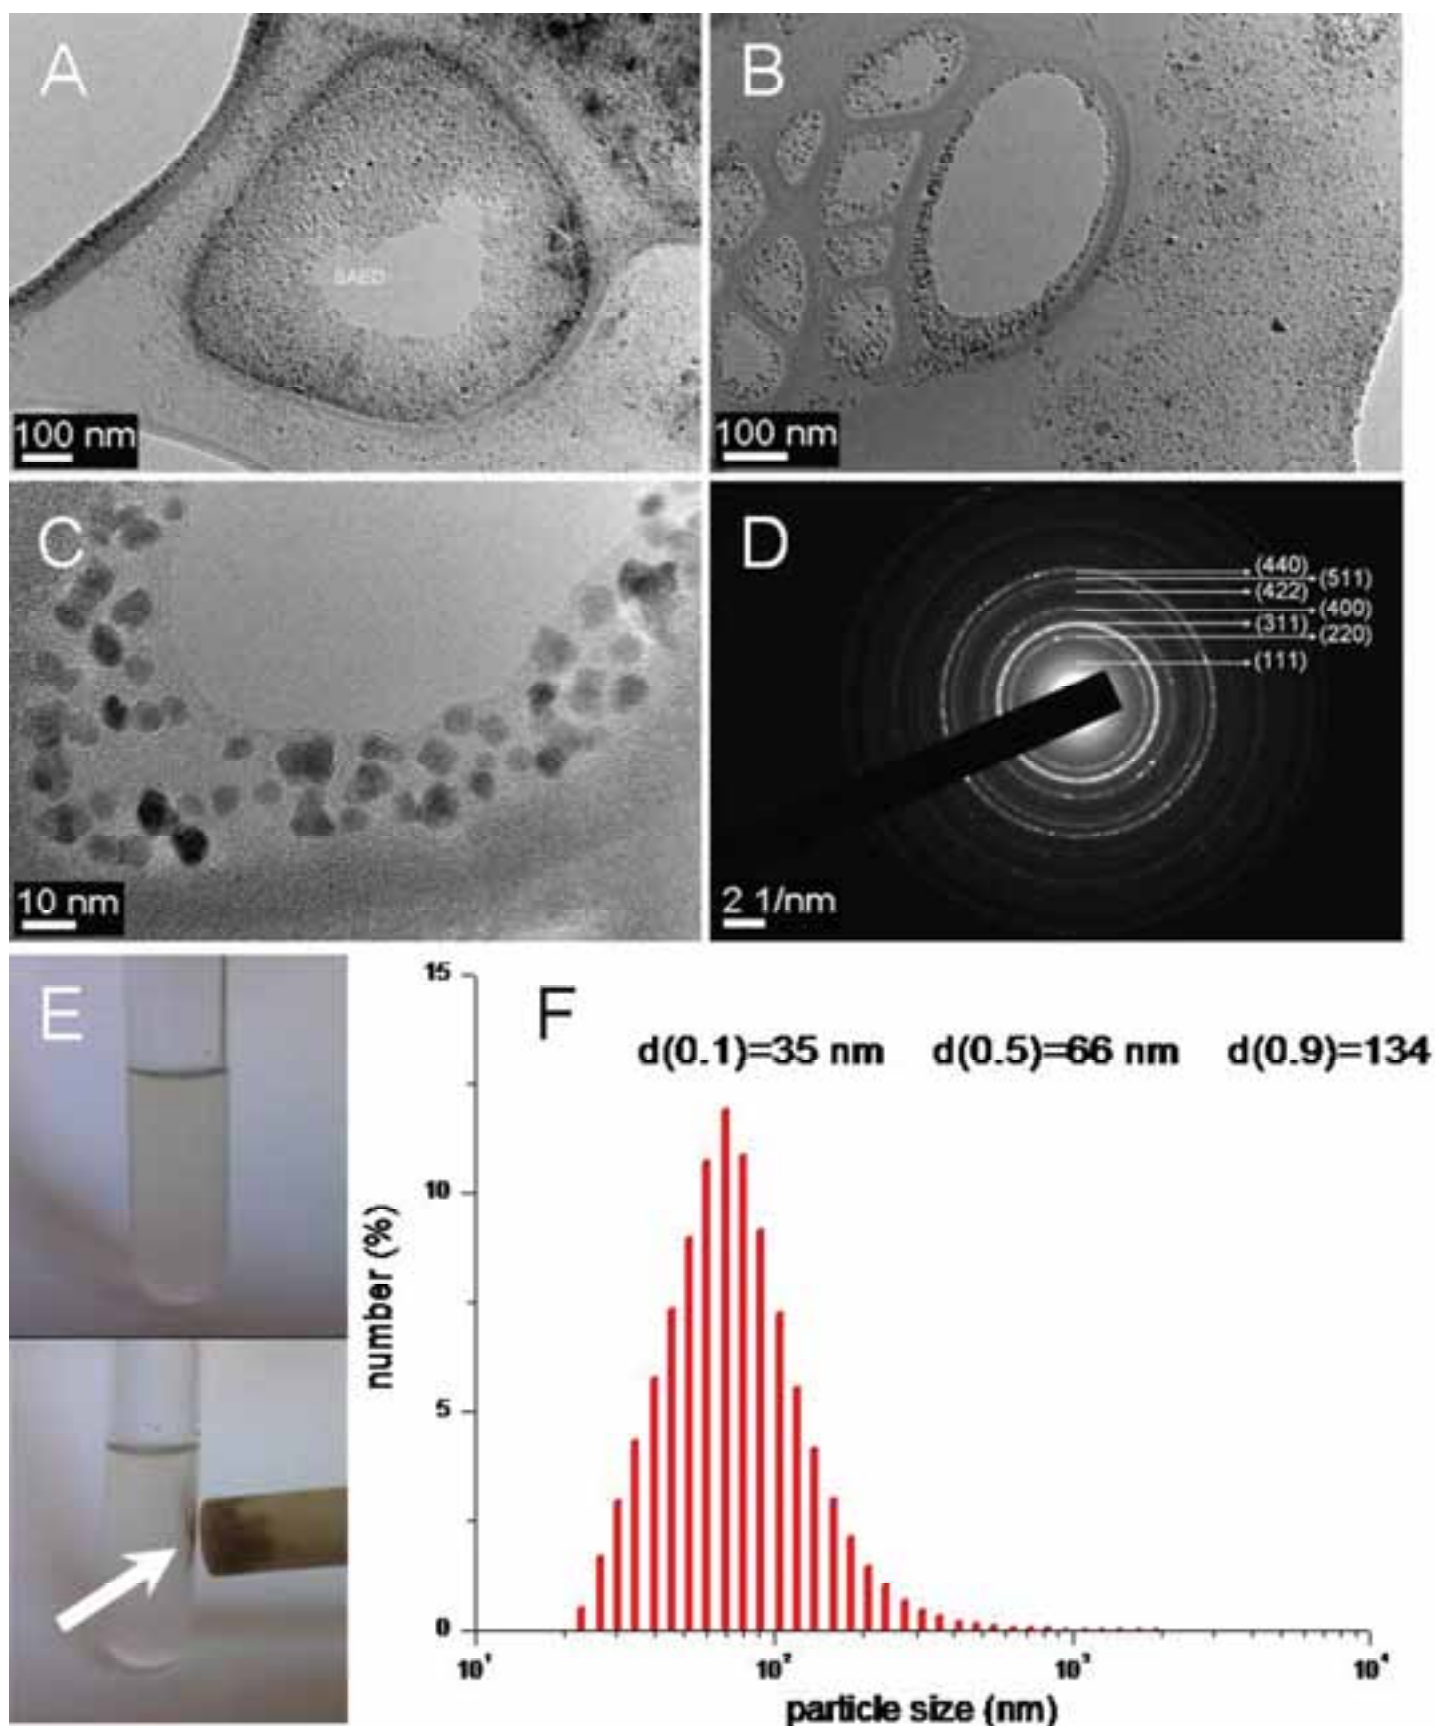 A
SAED
100 nm
B
100 nm
C
10 nm
D
(440)
(511)
(422)
(400)
(311)
(220)
(111)
2 1/nm
E
F
d(0.1)=35 nm d(0.5)=66 nm d(0.9)=134
15
10
5
0
number (%)
10¹ 10² 10³ 10⁴
particle size (nm)